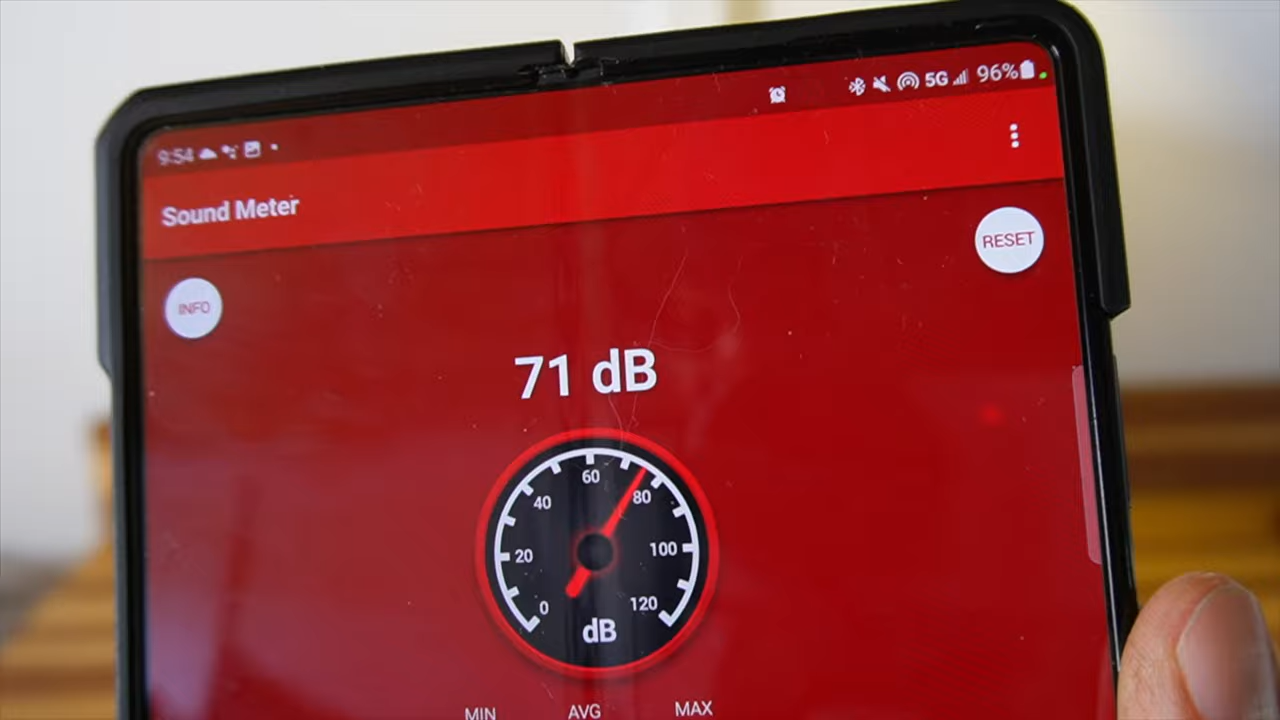 9:54 5G 96%
Sound Meter
RESET
INFO
71 dB
60
40 80
20 100
0 120
dB
MIN AVG MAX